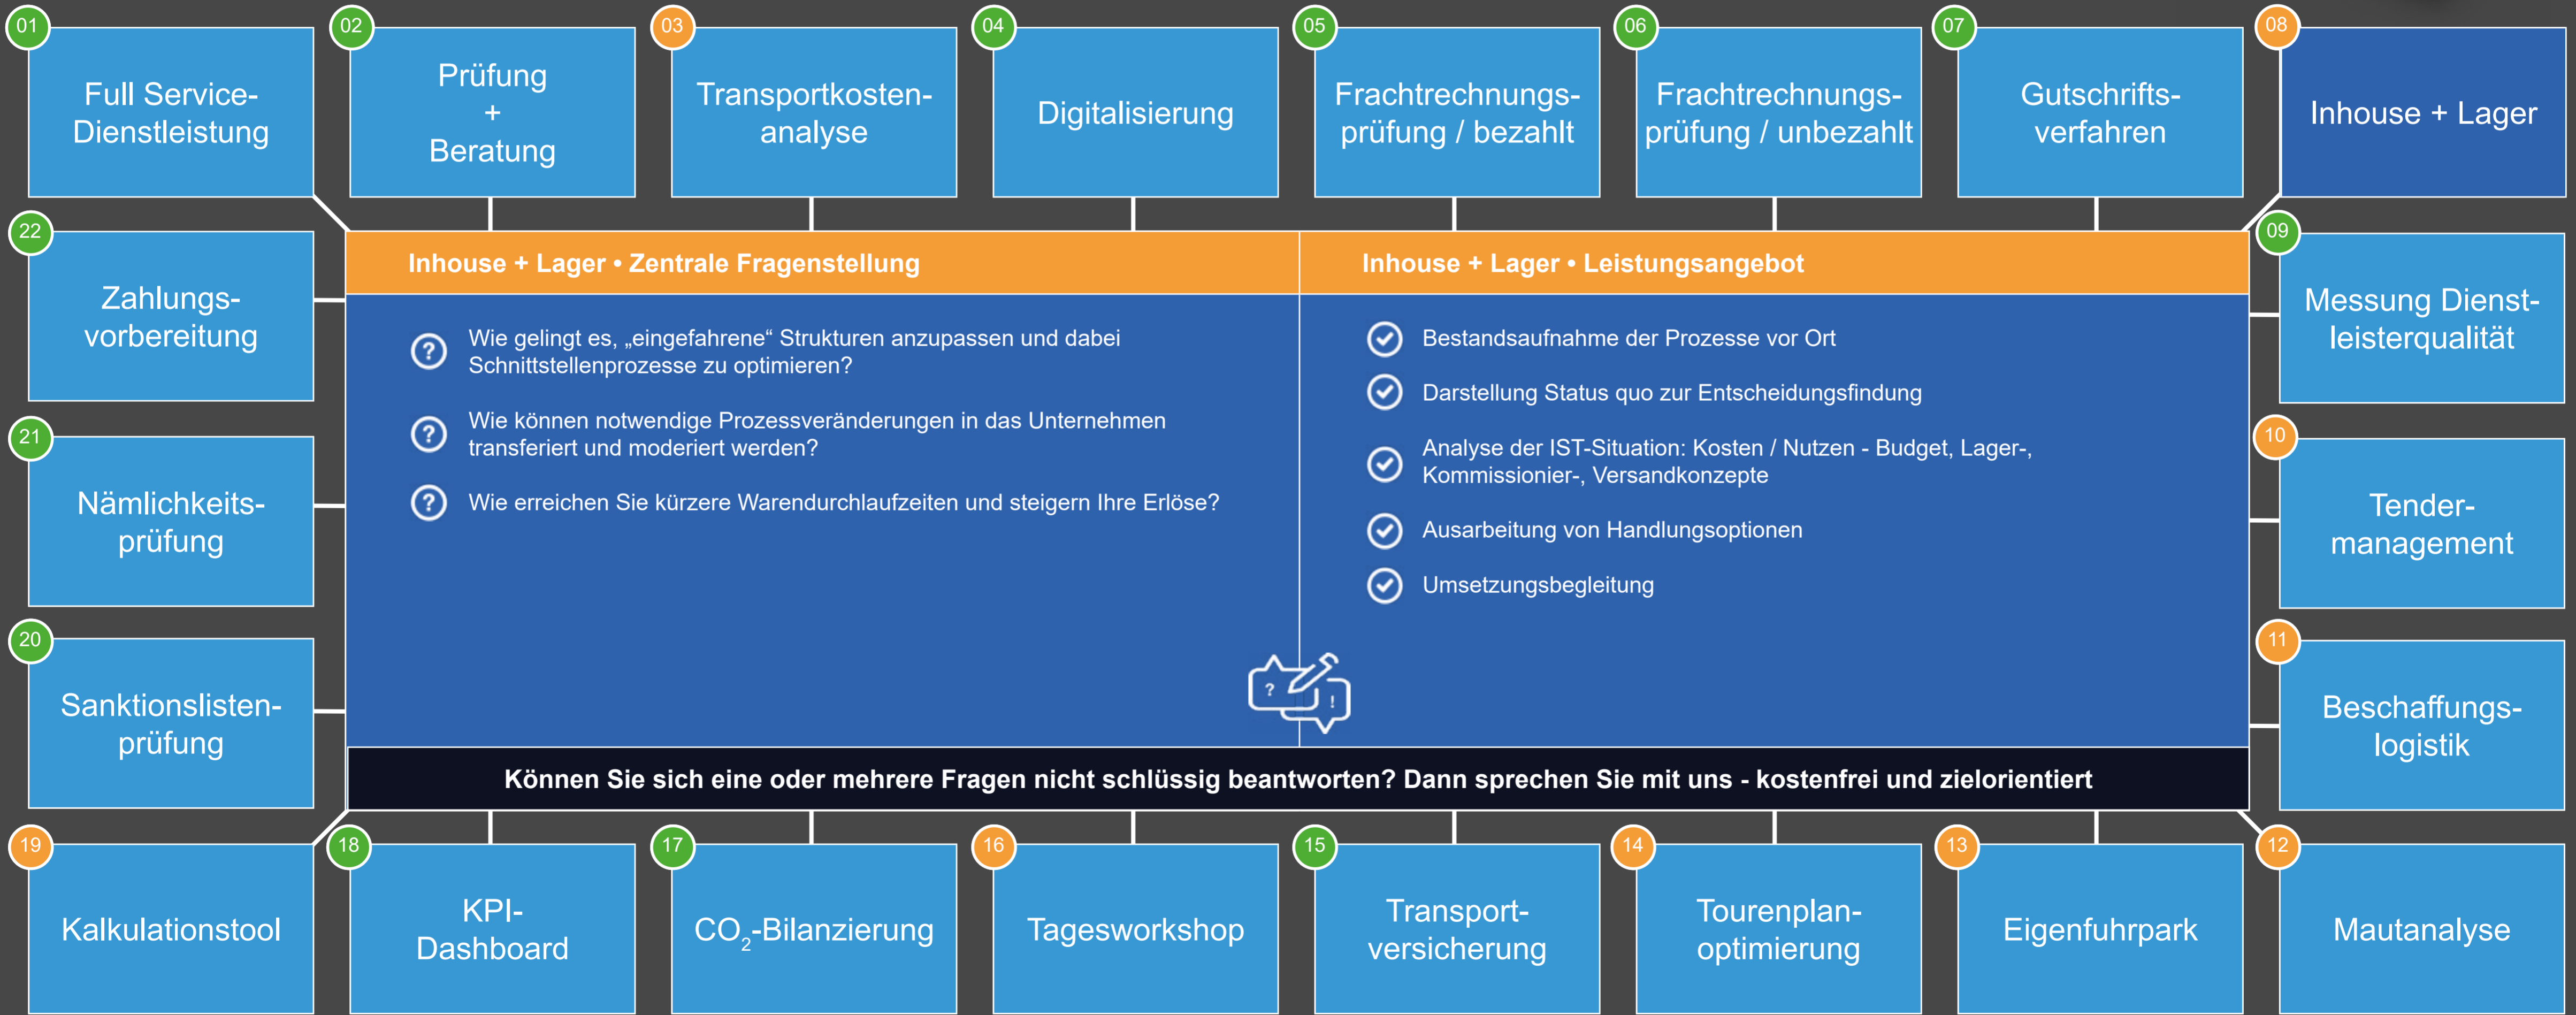 01
Full Service-
Dienstleistung
02
Prüfung
+
Beratung
03
Transportkosten-
analyse
04
Digitalisierung
05
Frachtrechnungs-
prüfung / bezahlt
06
Frachtrechnungs-
prüfung / unbezahlt
07
Gutschrifts-
verfahren
08
Inhouse + Lager
22
Zahlungs-
vorbereitung
21
Nämlichkeits-
prüfung
20
Sanktionslisten-
prüfung
Inhouse + Lager • Zentrale Fragenstellung
? Wie gelingt es, „eingefahrene“ Strukturen anzupassen und dabei
Schnittstellenprozesse zu optimieren?
? Wie können notwendige Prozessveränderungen in das Unternehmen
transferiert und moderiert werden?
? Wie erreichen Sie kürzere Warendurchlaufzeiten und steigern Ihre Erlöse?
Inhouse + Lager • Leistungsangebot
Bestandsaufnahme der Prozesse vor Ort
Darstellung Status quo zur Entscheidungsfindung
Analyse der IST-Situation: Kosten / Nutzen - Budget, Lager-,
Kommissionier-, Versandkonzepte
Ausarbeitung von Handlungsoptionen
Umsetzungsbegleitung
? !
Können Sie sich eine oder mehrere Fragen nicht schlüssig beantworten? Dann sprechen Sie mit uns - kostenfrei und zielorientiert
09
Messung Dienst-
leisterqualität
10
Tender-
management
11
Beschaffungs-
logistik
19
Kalkulationstool
18
KPI-
Dashboard
17
CO₂-Bilanzierung
16
Tagesworkshop
15
Transport-
versicherung
14
Tourenplan-
optimierung
13
Eigenfuhrpark
12
Mautanalyse